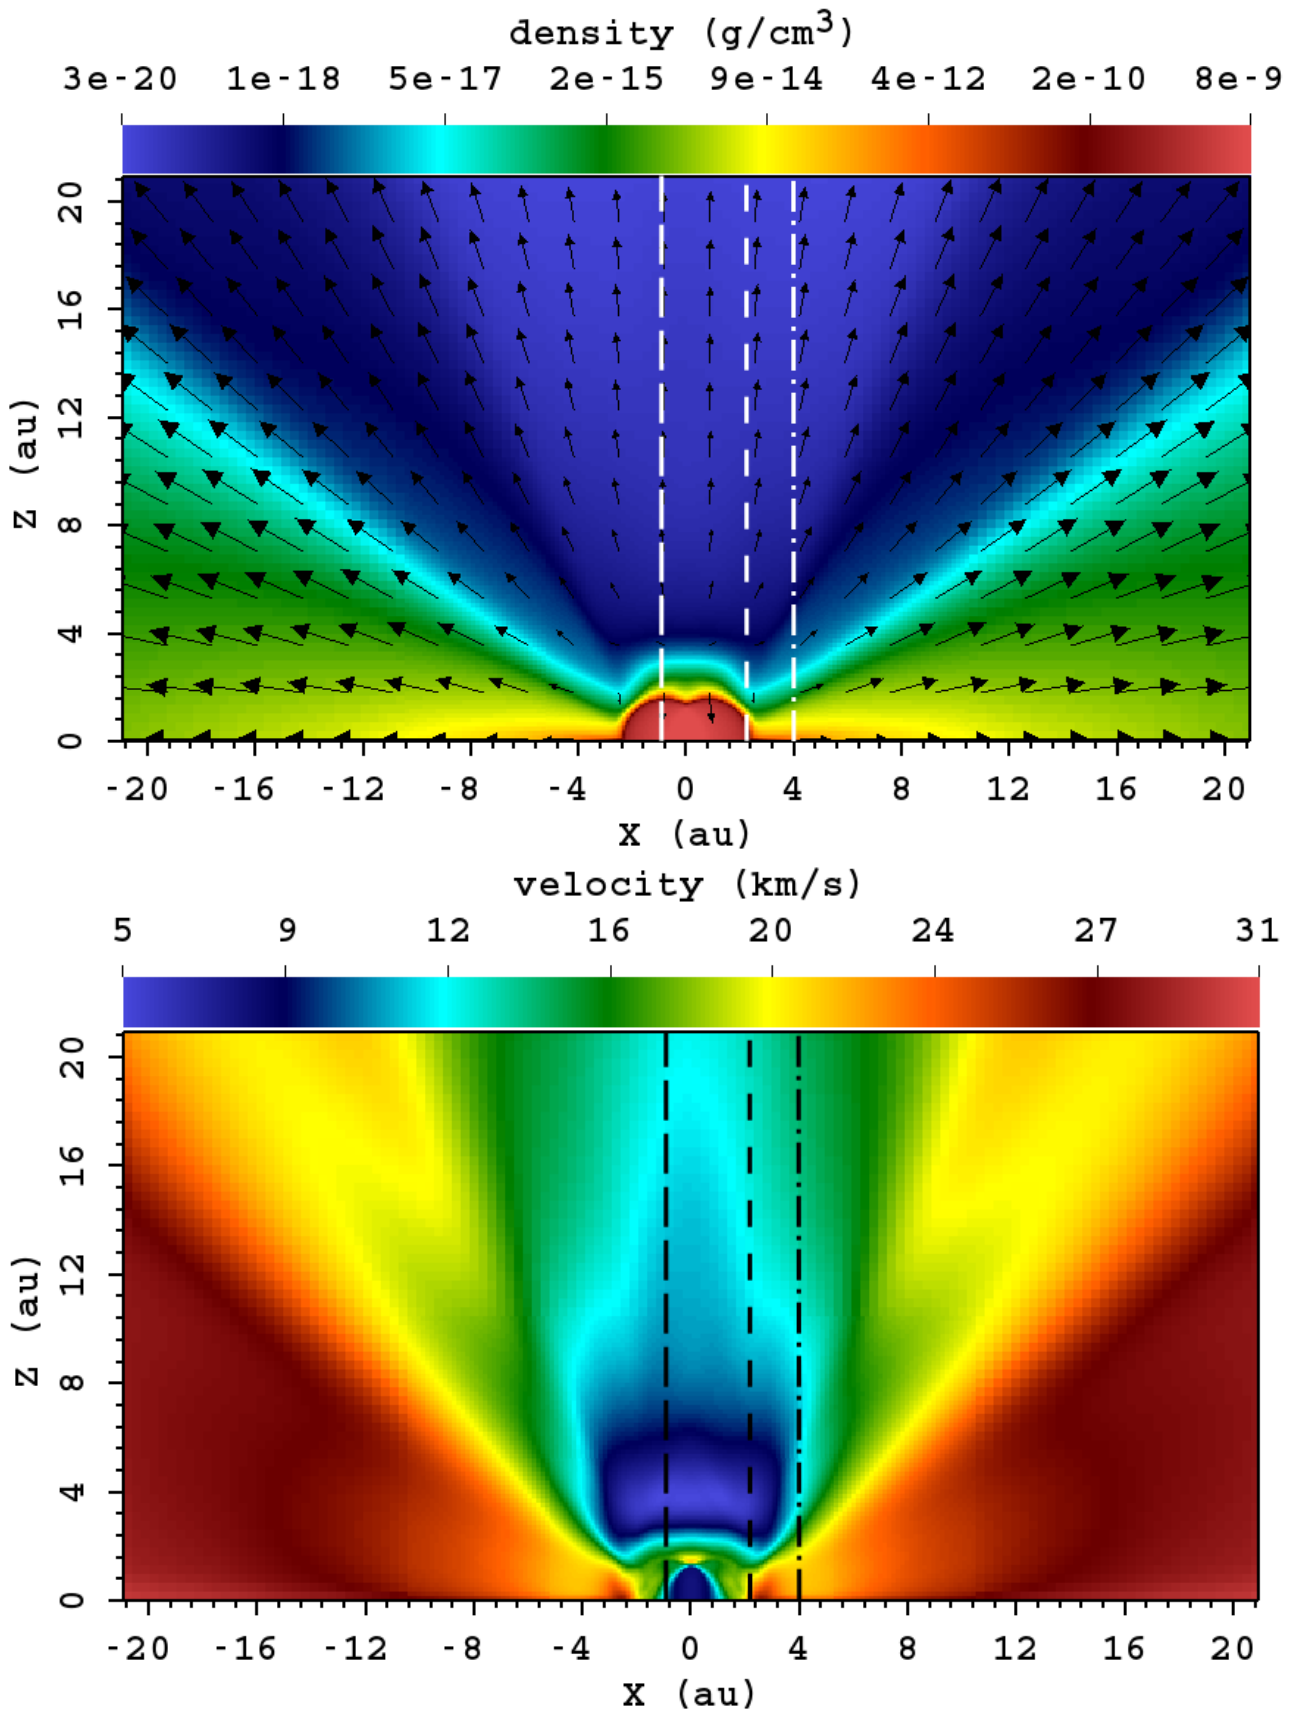 density (g/cm³)
3e-20 1e-18 5e-17 2e-15 9e-14 4e-12 2e-10 8e-9
20
16
12
8
4
0
Z (au)
-20 -16 -12 -8 -4 0 4 8 12 16 20
X (au)
velocity (km/s)
5 9 12 16 20 24 27 31
20
16
12
8
4
0
Z (au)
-20 -16 -12 -8 -4 0 4 8 12 16 20
X (au)